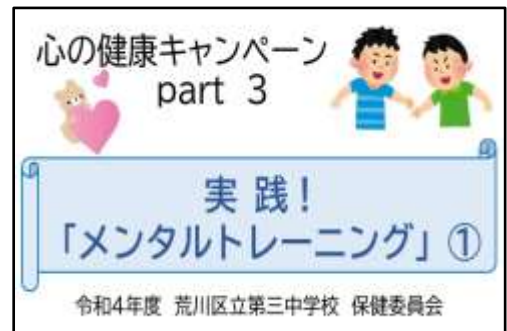 心の健康キャンペーン
part 3
実 践！
「メンタルトレーニング」①
令和4年度 荒川区立第三中学校 保健委員会